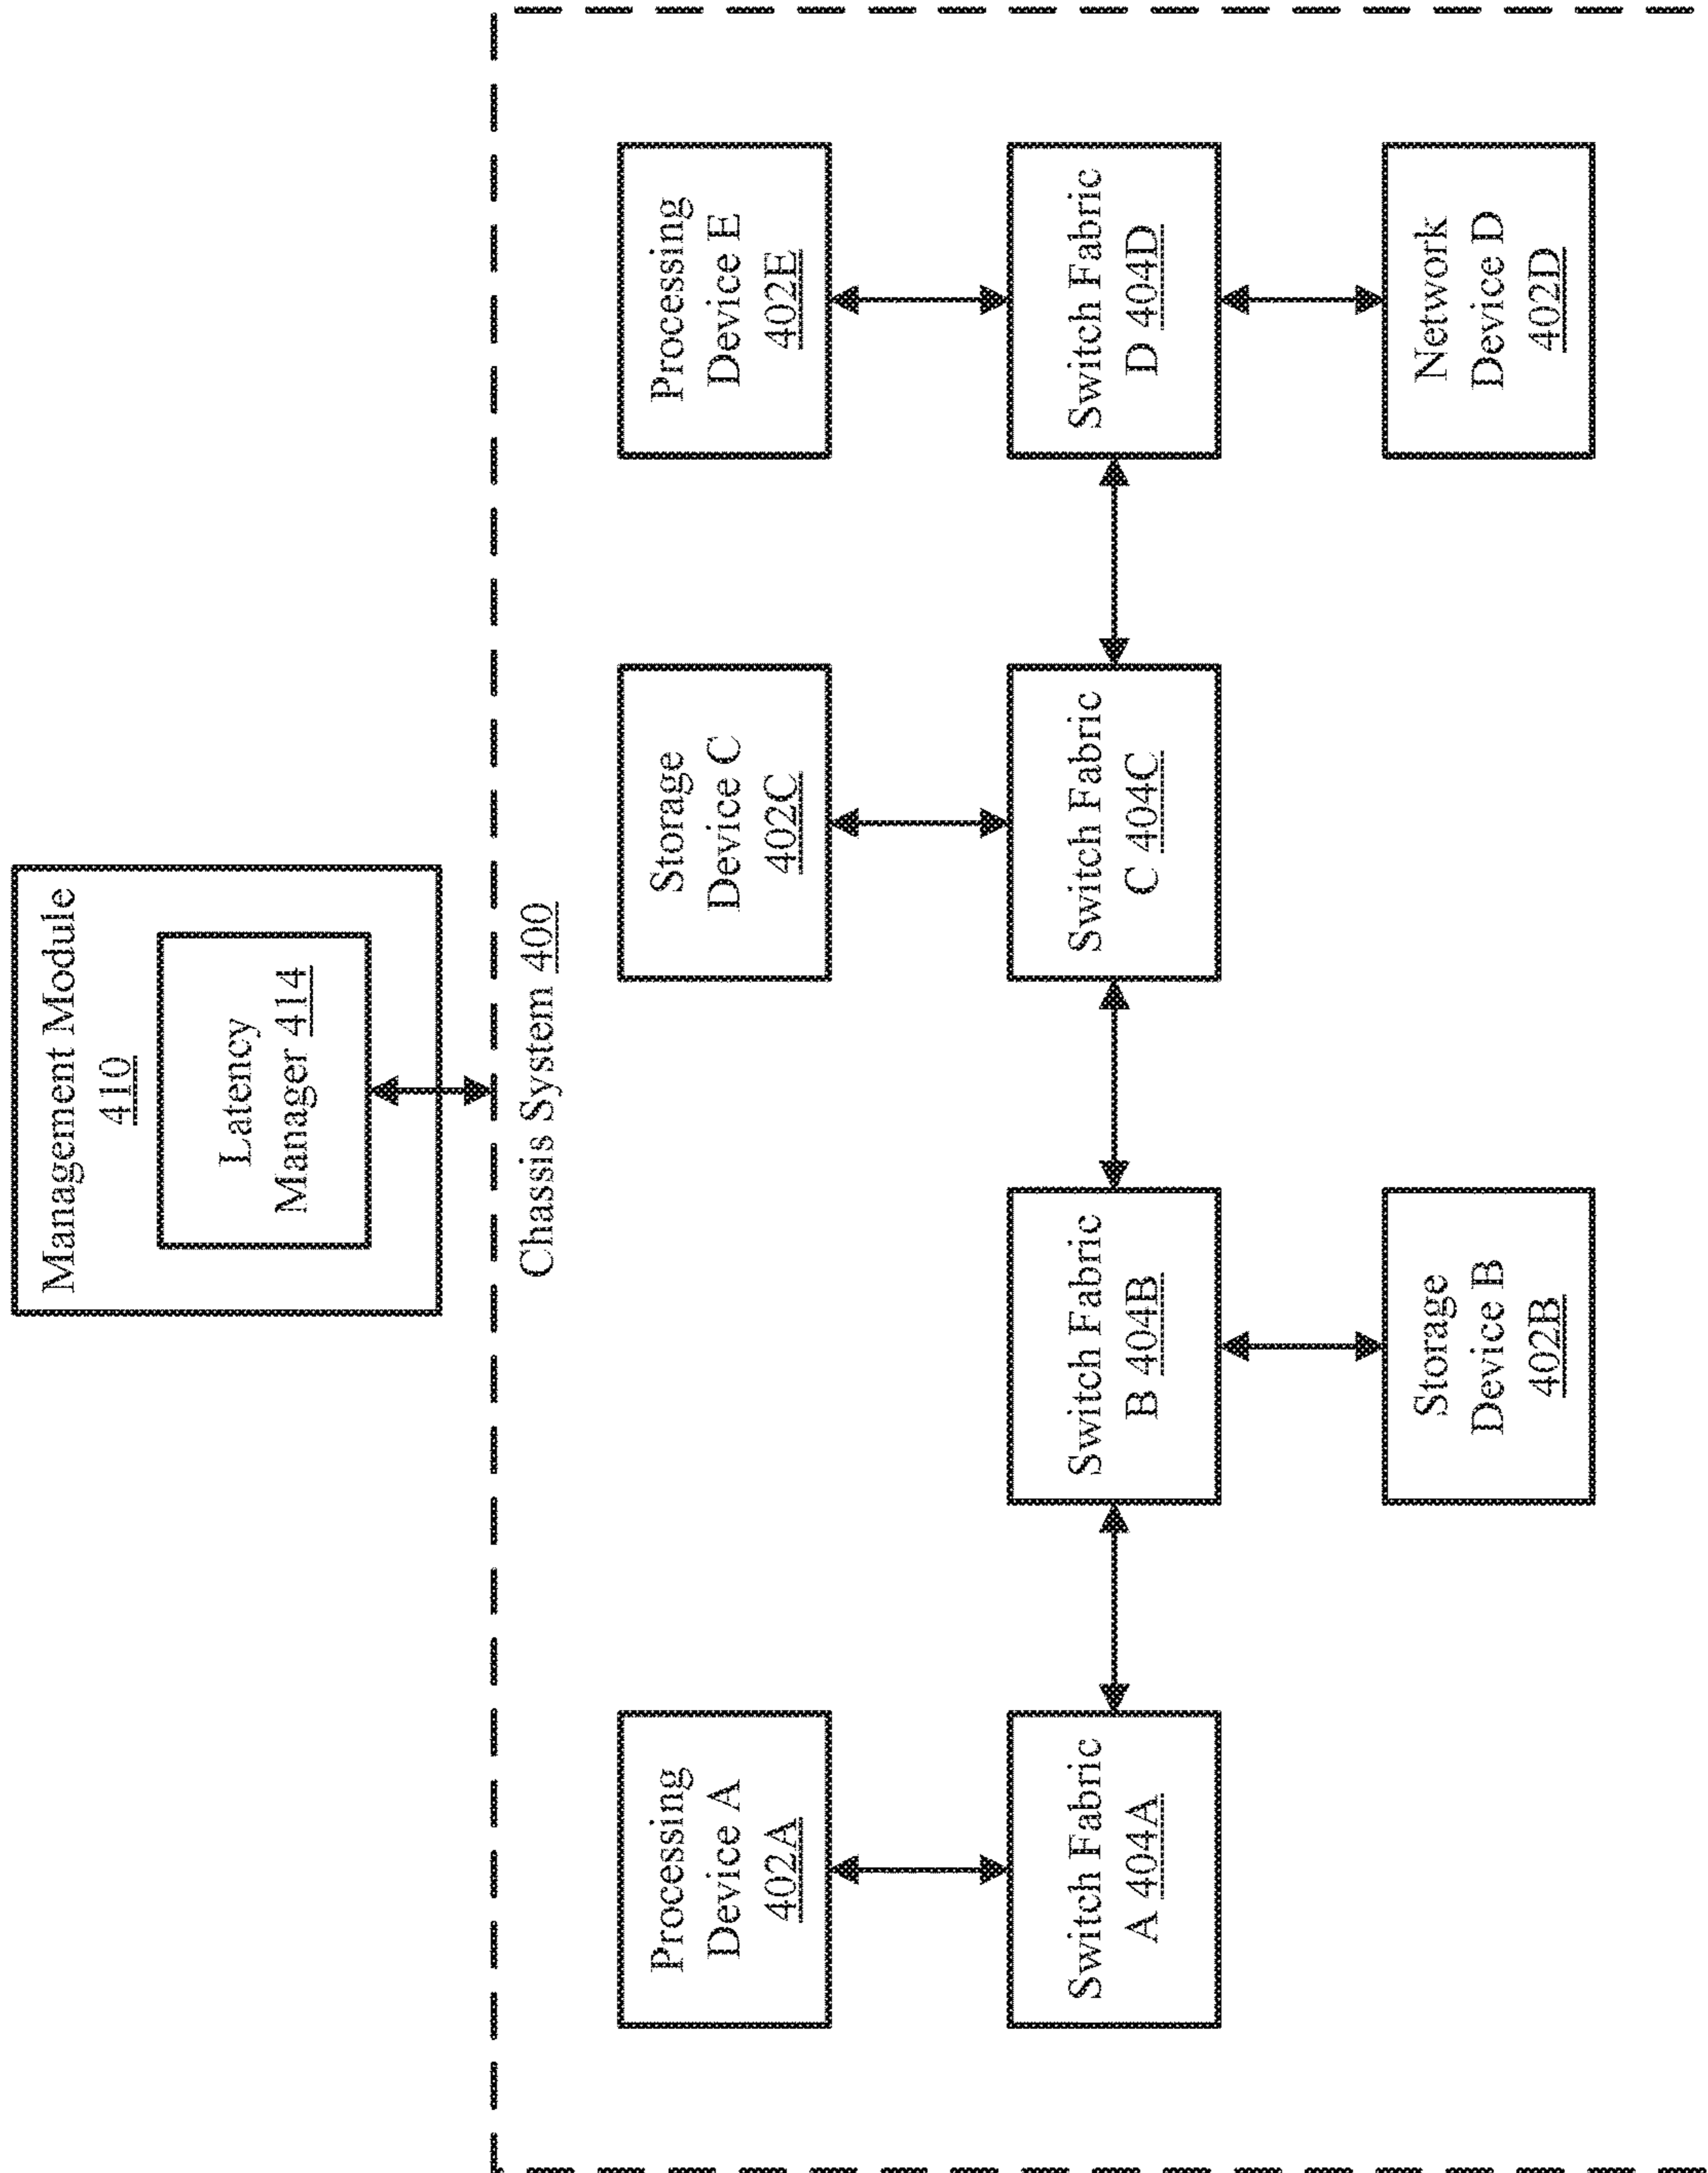 Management Module
410
Latency
Manager 414
Chassis System 400
Processing
Device A
402A
Storage
Device C
402C
Processing
Device E
402E
Switch Fabric
A 404A
Switch Fabric
B 404B
Switch Fabric
C 404C
Switch Fabric
D 404D
Storage
Device B
402B
Network
Device D
402D